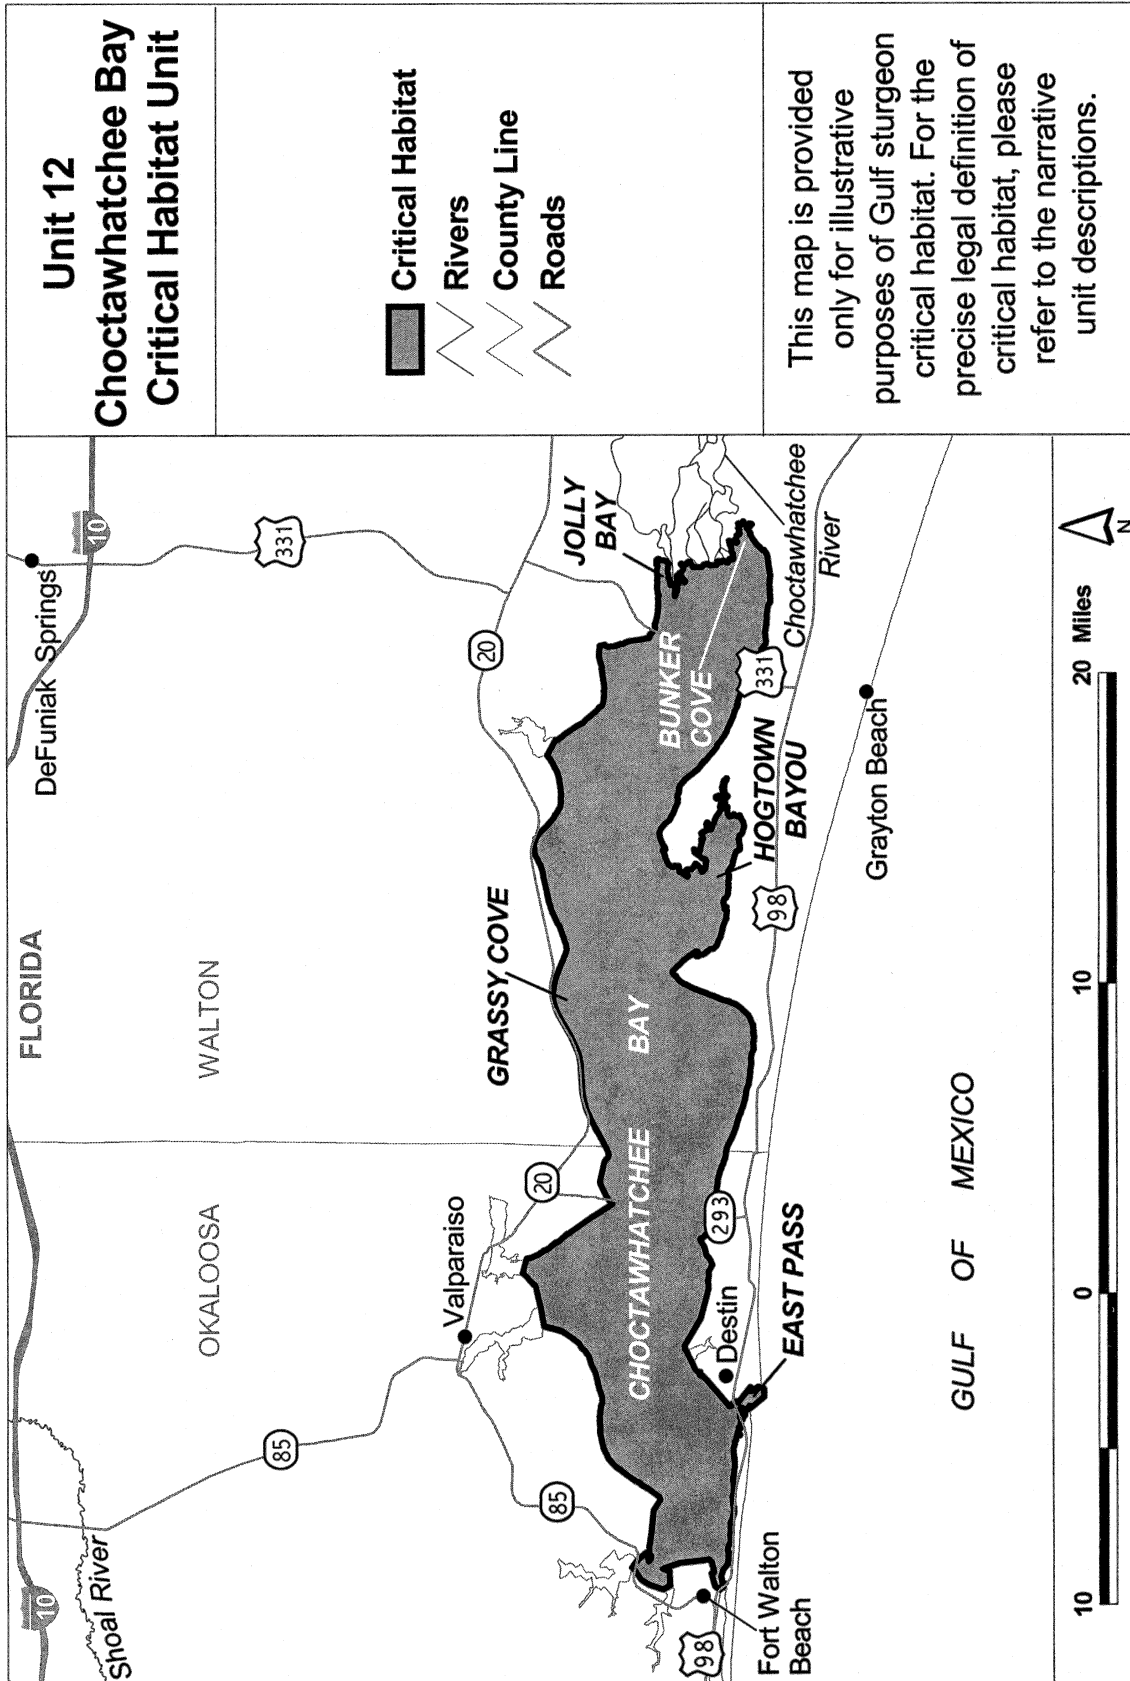 Unit 12
Choctawhatchee Bay
Critical Habitat Unit
Critical Habitat
Rivers
County Line
Roads
This map is provided
only for illustrative
purposes of Gulf sturgeon
critical habitat. For the
precise legal definition of
critical habitat, please
refer to the narrative
unit descriptions.
FLORIDA
DeFuniak Springs
10
331
10
Shoal River
OKALOOSA
WALTON
85
Valparaiso
20
20
85
GRASSY COVE
JOLLY
BAY
CHOCTAWHATCHEE BAY
BUNKER
COVE
Choctawhatchee
River
331
HOGTOWN
BAYOU
98
293
Destin
EAST PASS
98
Fort Walton
Beach
Grayton Beach
GULF OF MEXICO
10
0
10
20 Miles
N